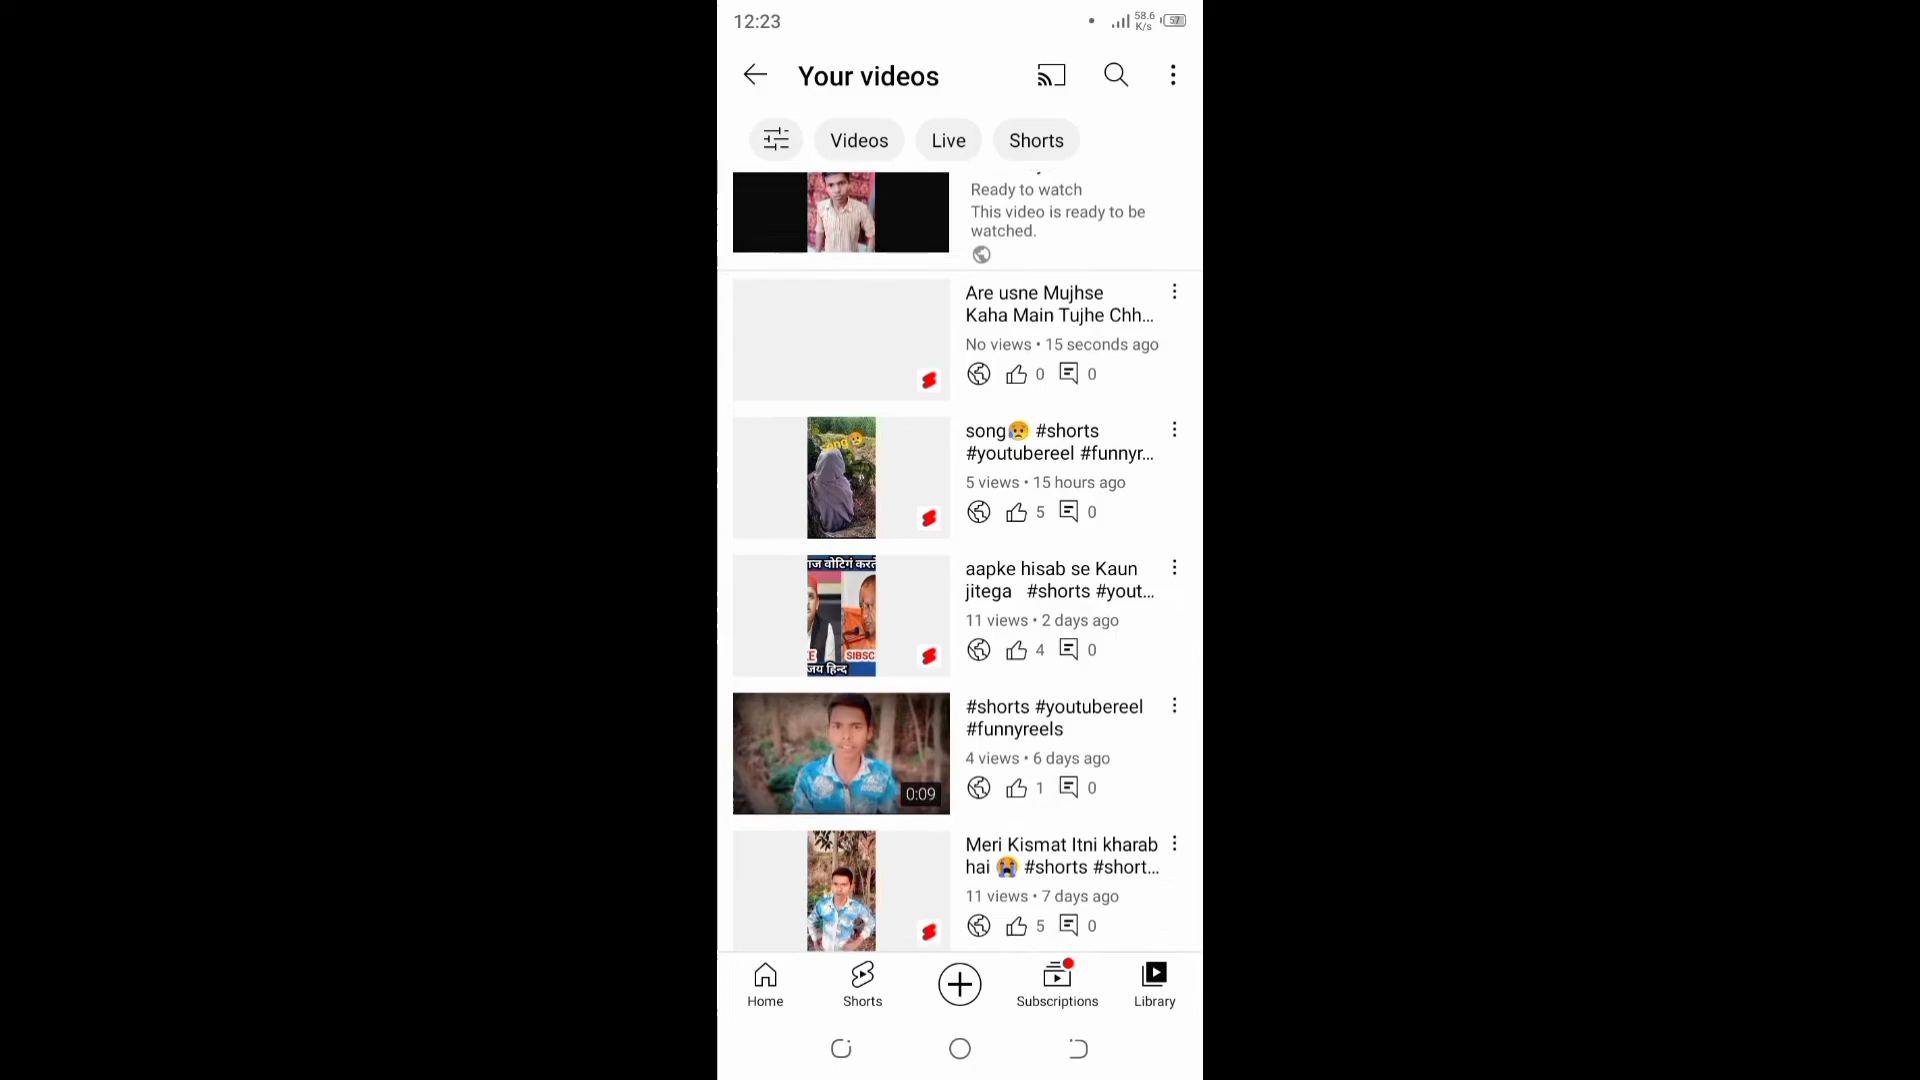 12:23
58.6
K/s
57
Your videos
Videos
Live
Shorts
Ready to watch
This video is ready to be
watched.
Are usne Mujhse
Kaha Main Tujhe Chh...
No views • 15 seconds ago
0
0
song😥 #shorts
#youtubereel #funnyr...
5 views • 15 hours ago
5
0
वोटिगं करते
SIBSC
जय हिन्द
aapke hisab se Kaun
jitega #shorts #yout...
11 views • 2 days ago
4
0
0:09
#shorts #youtubereel
#funnyreels
4 views • 6 days ago
1
0
Meri Kismat Itni kharab
hai 😭 #shorts #short...
11 views • 7 days ago
5
0
Home
Shorts
Subscriptions
Library